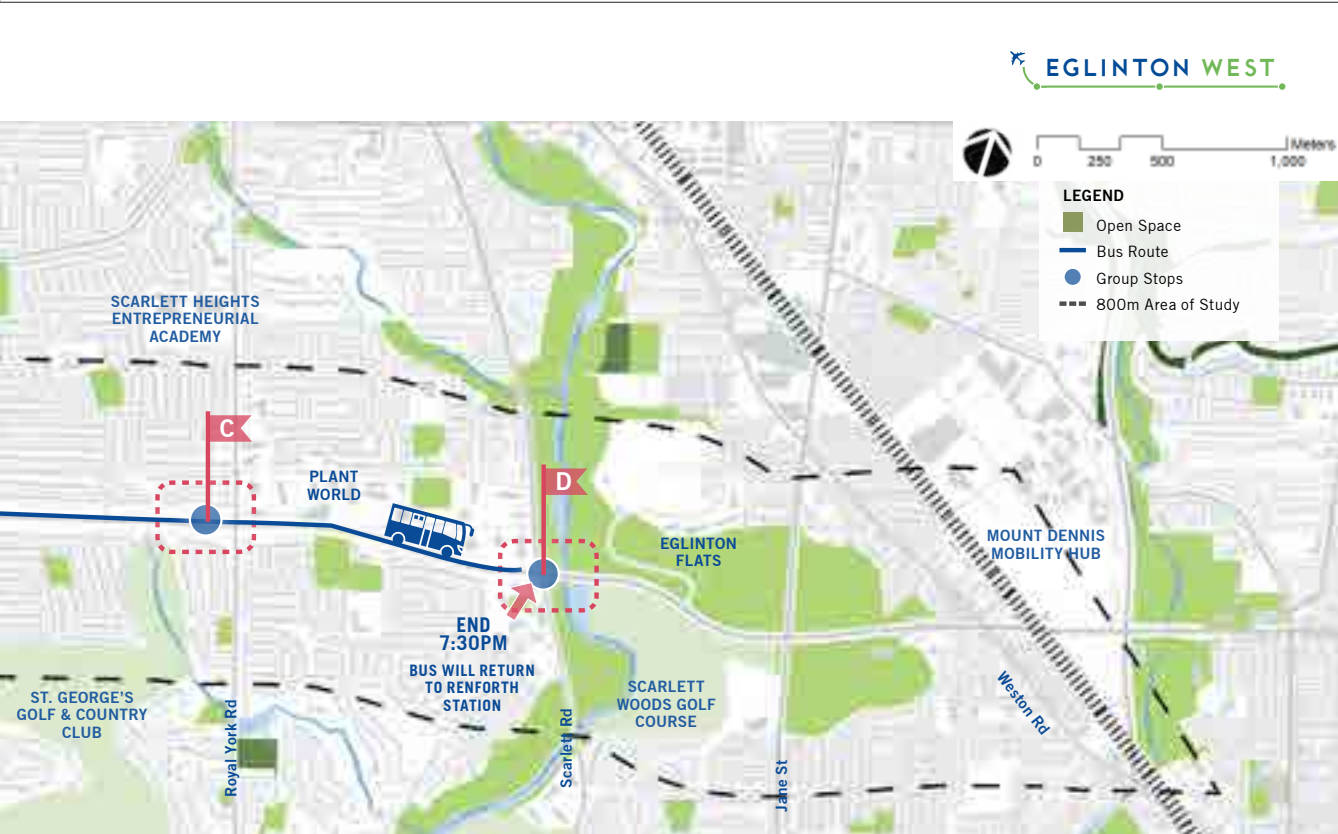 EGLINTON WEST
Meters
0 250 500 1,000
LEGEND
Open Space
Bus Route
Group Stops
800m Area of Study
SCARLETT HEIGHTS
ENTREPRENEURIAL
ACADEMY
C
PLANT
WORLD
D
EGLINTON
FLATS
MOUNT DENNIS
MOBILITY HUB
END
7:30PM
BUS WILL RETURN
TO RENFORTH
STATION
ST. GEORGE'S
GOLF & COUNTRY
CLUB
SCARLETT
WOODS GOLF
COURSE
Royal York Rd
Scarlett Rd
Jane St
Weston Rd